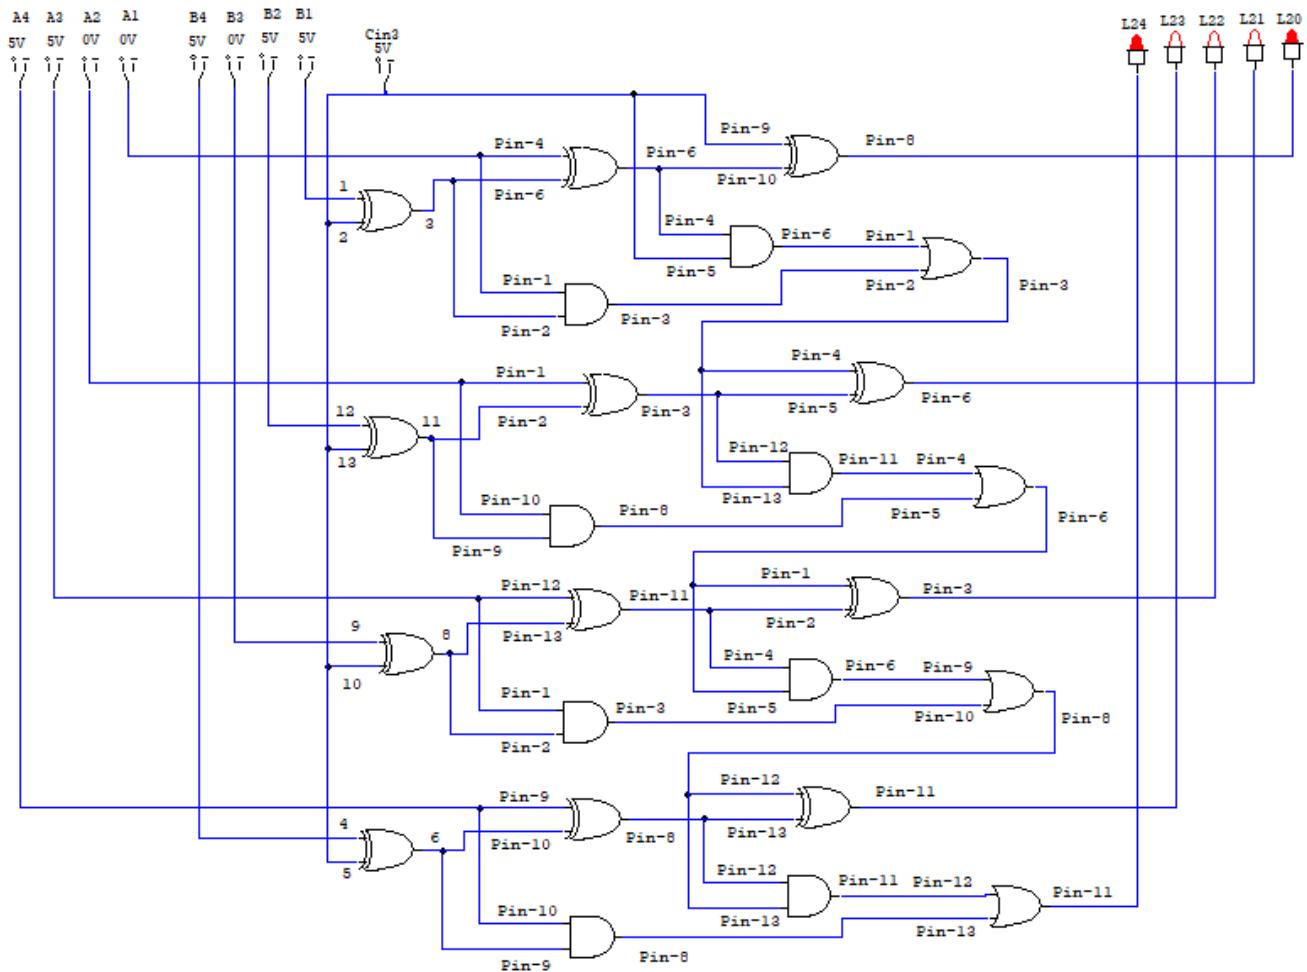 A4 A3 A2 A1 B4 B3 B2 B1
5V 5V 0V 0V 5V 0V 5V 5V
Cin3
5V
L24 L23 L22 L21 L20
Pin-9 Pin-8
Pin-4 Pin-6
Pin-10
1 Pin-6
3
2
Pin-4 Pin-6 Pin-1
Pin-5 Pin-2 Pin-3
Pin-1
Pin-2 Pin-3
Pin-4
Pin-1
Pin-3 Pin-5 Pin-6
12 11 Pin-2
13
Pin-12 Pin-11 Pin-4
Pin-13
Pin-10 Pin-8 Pin-5 Pin-6
Pin-9
Pin-1
Pin-12 Pin-11 Pin-3
Pin-2
9 8 Pin-13
10
Pin-4 Pin-6 Pin-9
Pin-1 Pin-3 Pin-5 Pin-10 Pin-8
Pin-2
Pin-12 Pin-11
Pin-9
4 6 Pin-10 Pin-8 Pin-13
5
Pin-12 Pin-11 Pin-12 Pin-11
Pin-10 Pin-13 Pin-13
Pin-9 Pin-8